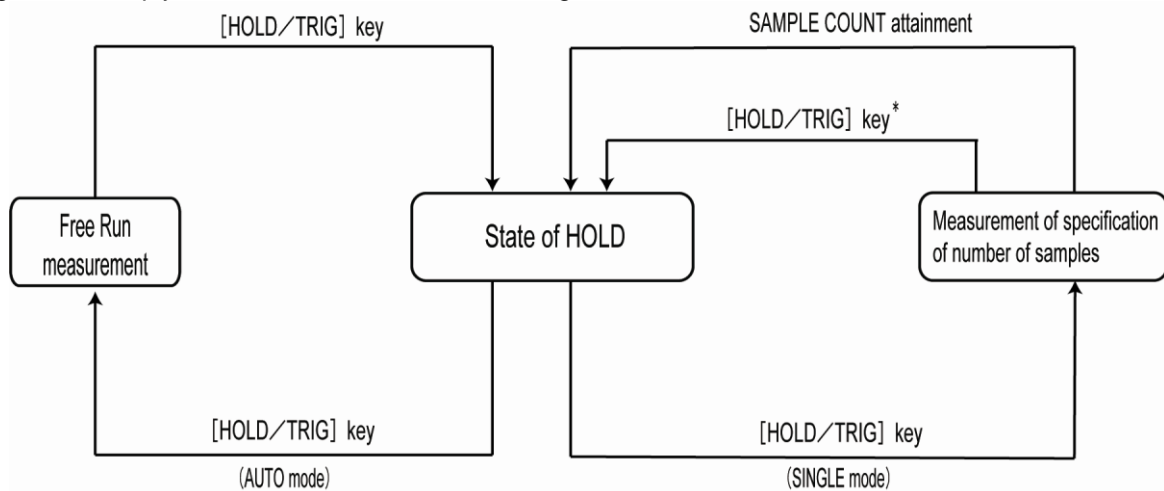 [HOLD／TRIG] key
SAMPLE COUNT attainment
[HOLD／TRIG] key*
Free Run
measurement
State of HOLD
Measurement of specification
of number of samples
[HOLD／TRIG] key
(AUTO mode)
[HOLD／TRIG] key
(SINGLE mode)